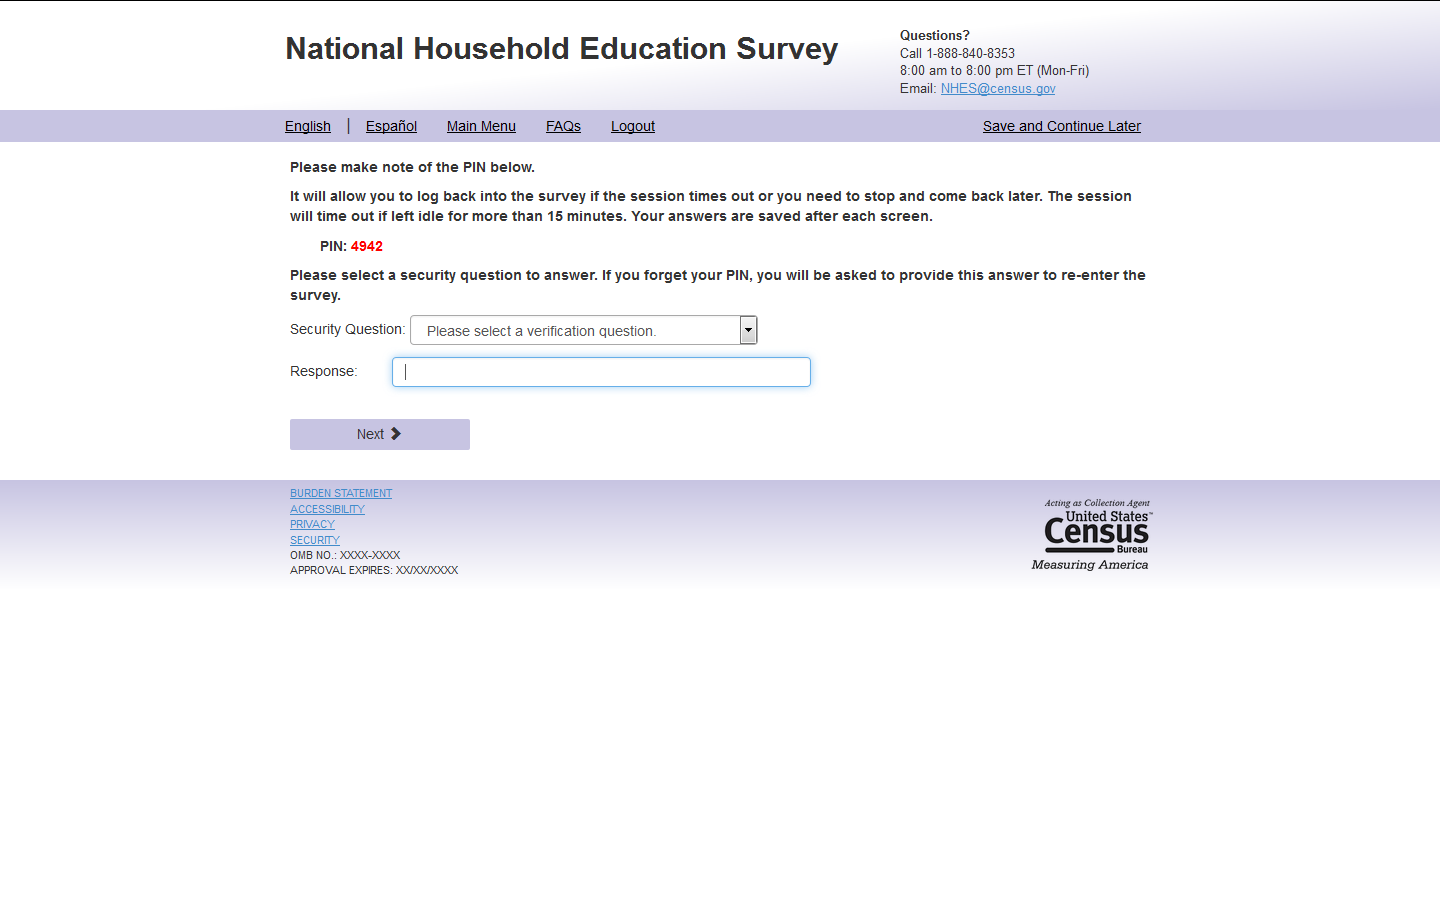 National Household Education Survey
Questions?
Call 1-888-840-8353
8:00 am to 8:00 pm ET (Mon-Fri)
Email: NHES@census.gov
English | Español Main Menu FAQs Logout Save and Continue Later
Please make note of the PIN below.
It will allow you to log back into the survey if the session times out or you need to stop and come back later. The session
will time out if left idle for more than 15 minutes. Your answers are saved after each screen.
PIN: 4942
Please select a security question to answer. If you forget your PIN, you will be asked to provide this answer to re-enter the
survey.
Security Question: Please select a verification question.
Response:
Next
BURDEN STATEMENT
ACCESSIBILITY
PRIVACY
SECURITY
OMB NO.: XXXX-XXXX
APPROVAL EXPIRES: XX/XX/XXXX
Acting as Collection Agent
United States™
Census
Bureau
Measuring America